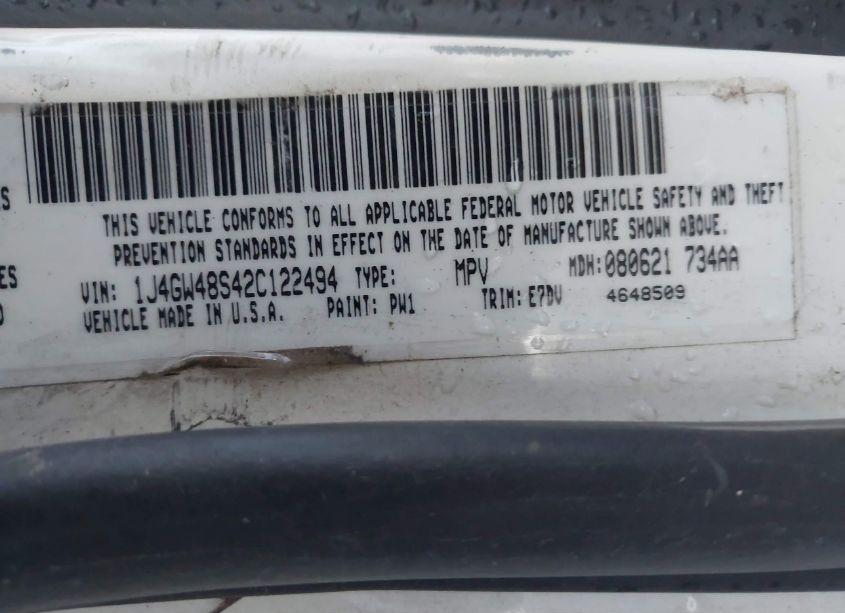 S
THIS VEHICLE CONFORMS TO ALL APPLICABLE FEDERAL MOTOR VEHICLE SAFETY AND THEFT
PREVENTION STANDARDS IN EFFECT ON THE DATE OF MANUFACTURE SHOWN ABOVE.
ES
VIN: 1J4GW48S42C122494 TYPE: MPV MDH:080621 734AA
VEHICLE MADE IN U.S.A. PAINT: PW1 TRIM: E7DV 4648509